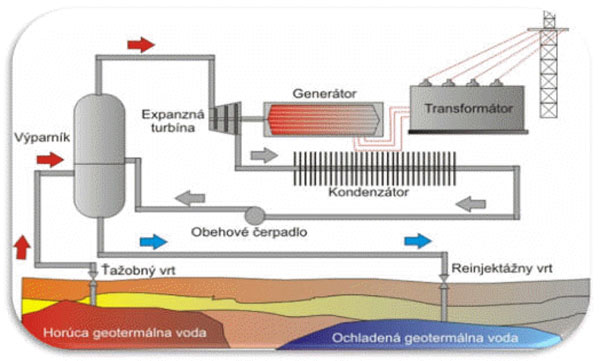 Generátor
Transformátor
Expanzná
turbína
Výparník
Kondenzátor
Obehové čerpadlo
Ťažobný vrt
Reinjektážny vrt
Horúca geotermálna voda
Ochladená geotermálna voda